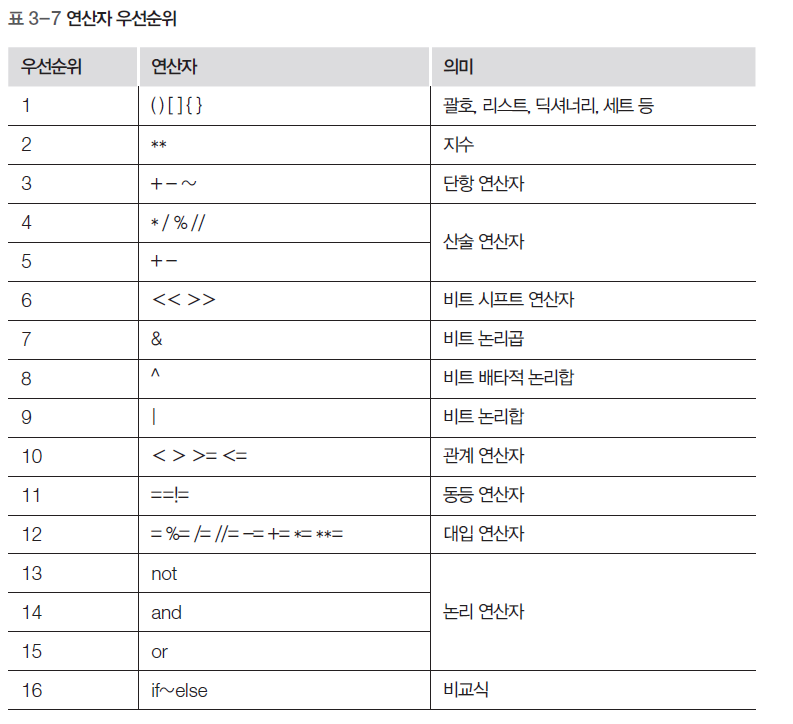 표 3-7 연산자 우선순위
우선순위 연산자 의미
1 ( ) [ ] { } 괄호, 리스트, 딕셔너리, 세트 등
2 ** 지수
3 + - ~ 단항 연산자
4 * / % // 산술 연산자
5 + -
6 << >> 비트 시프트 연산자
7 & 비트 논리곱
8 ^ 비트 배타적 논리합
9 | 비트 논리합
10 < > >= <= 관계 연산자
11 ==!= 동등 연산자
12 = %= /= //= -= += *= **= 대입 연산자
13 not
14 and 논리 연산자
15 or
16 if~else 비교식